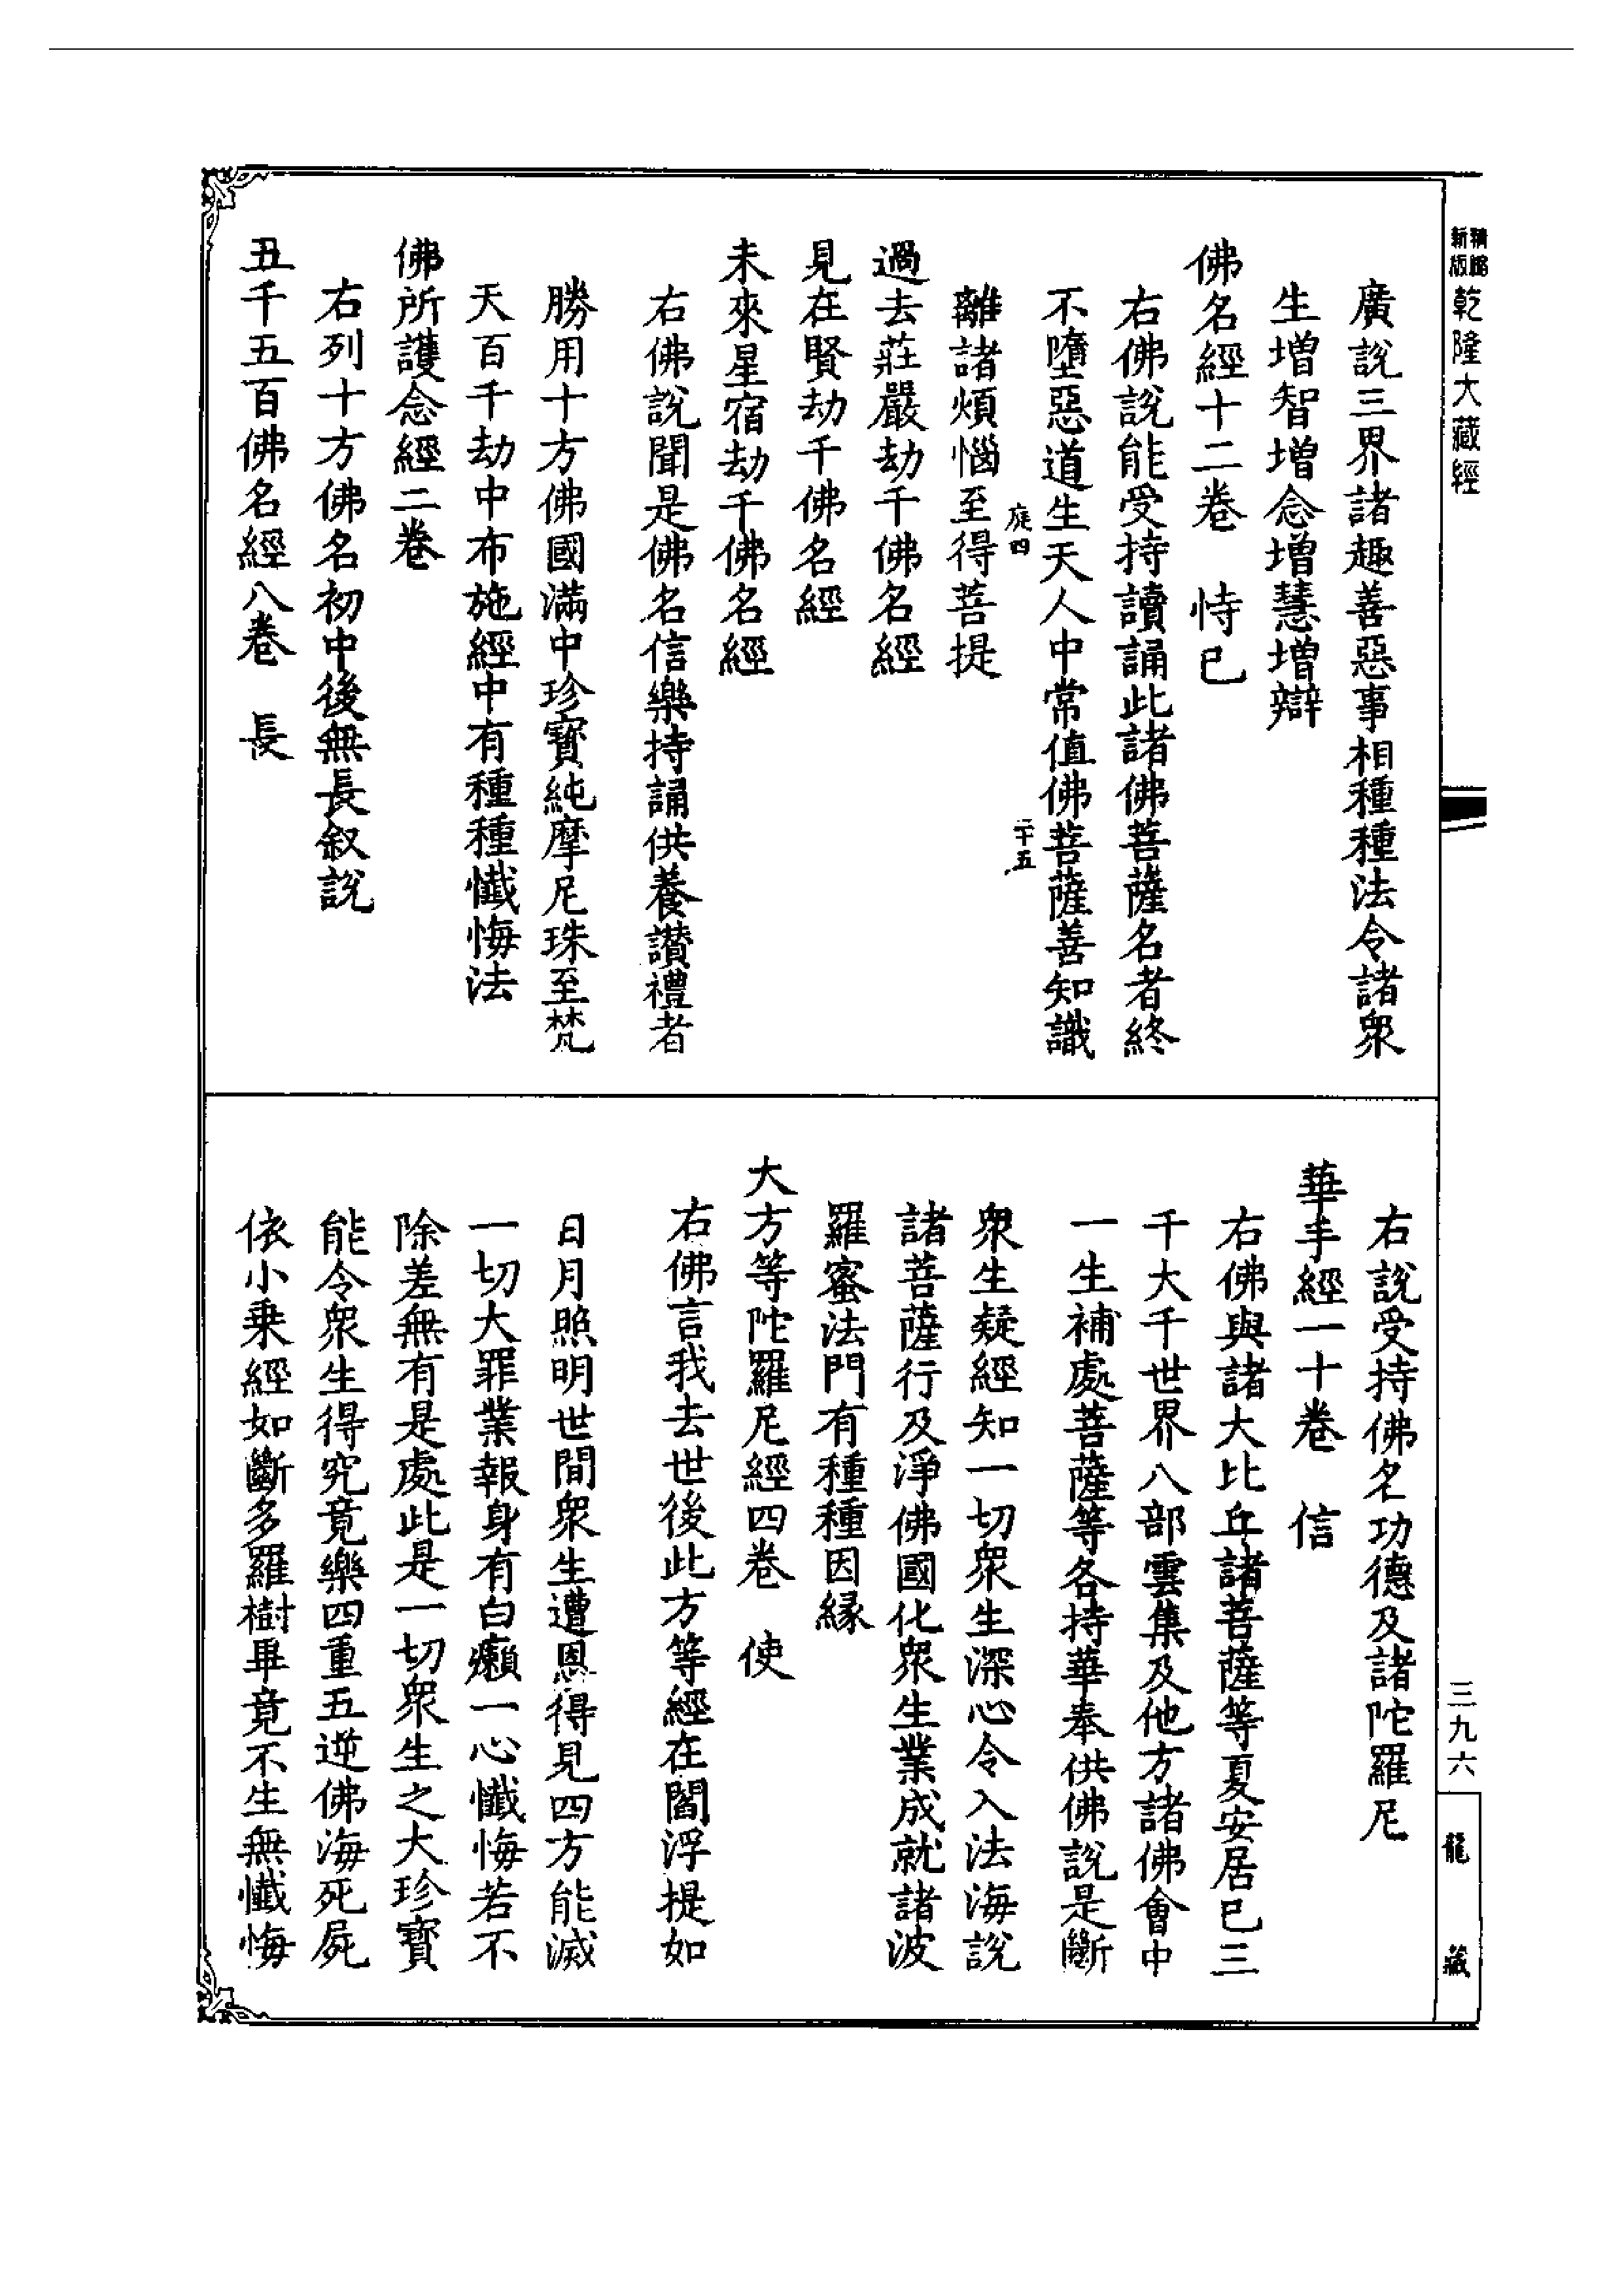 精縮新版乾隆大藏經
廣說三界諸趣善惡事相種種法令諸衆
生增智增念增慧增辯
佛名經十二卷　恃已
右佛說能受持讀誦此諸佛菩薩名者終
不墮惡道生天人中常值佛菩薩善知識
庭四　二十五
離諸煩惱至得菩提
過去莊嚴劫千佛名經
見在賢劫千佛名經
未來星宿劫千佛名經
右佛說聞是佛名信樂持誦供養讚禮者
勝用十方佛國滿中珍寶純摩尼珠至梵
天百千劫中布施經中有種種懺悔法
佛所護念經二卷
右列十方佛名初中後無長叙說
五千五百佛名經八卷　長
右說受持佛名功德及諸陀羅尼
華手經一十卷　信
右佛與諸大比丘諸菩薩等夏安居已三
千大千世界八部雲集及他方諸佛會中
一生補處菩薩等各持華奉供佛說是斷
衆生疑經知一切衆生深心令入法海說
諸菩薩行及淨佛國化衆生業成就諸波
羅蜜法門有種種因緣
大方等陀羅尼經四卷　使
右佛言我去世後此方等經在閻浮提如
日月照明世間衆生遭恩得見四方能滅
一切大罪業報身有白癩一心懺悔若不
除差無有是處此是一切衆生之大珍寶
能令衆生得究竟樂四重五逆佛海死屍
依小乘經如斷多羅樹畢竟不生無懺悔
三九六
龍藏